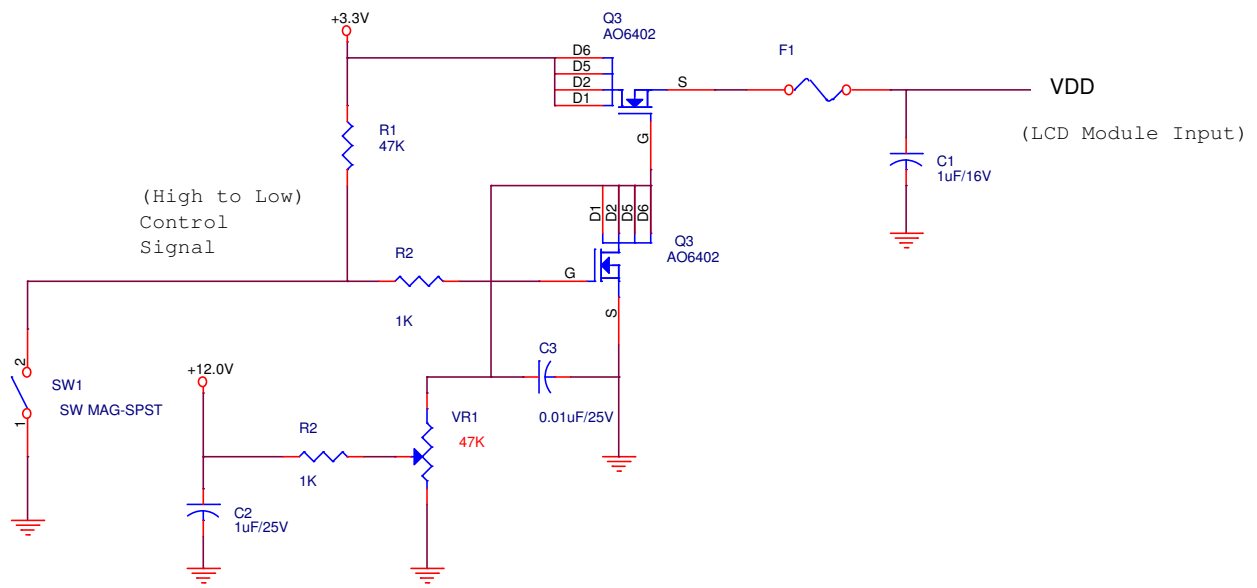 +3.3V
Q3
AO6402
D6
D5
D2
D1
S
G
F1
VDD
(LCD Module Input)
C1
1uF/16V
R1
47K
(High to Low)
Control
Signal
D1
D2
D5
D6
Q3
AO6402
G
S
R2
1K
2
1
SW1
SW MAG-SPST
+12.0V
C3
0.01uF/25V
VR1
47K
R2
1K
C2
1uF/25V